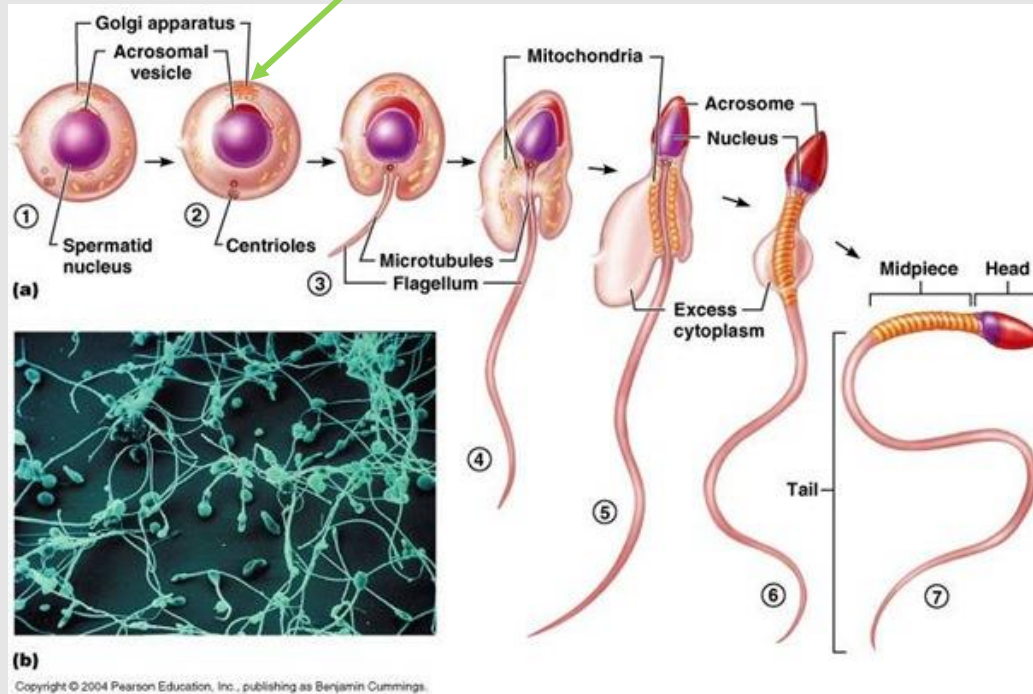 Golgi apparatus
Acrosomal
vesicle
①
Spermatid
nucleus
②
Centrioles
③
Microtubules
Flagellum
(a)
Mitochondria
④
Acrosome
Nucleus
Excess
cytoplasm
⑤
⑥
Midpiece
Head
Tail
⑦
(b)
Copyright © 2004 Pearson Education, Inc., publishing as Benjamin Cummings.